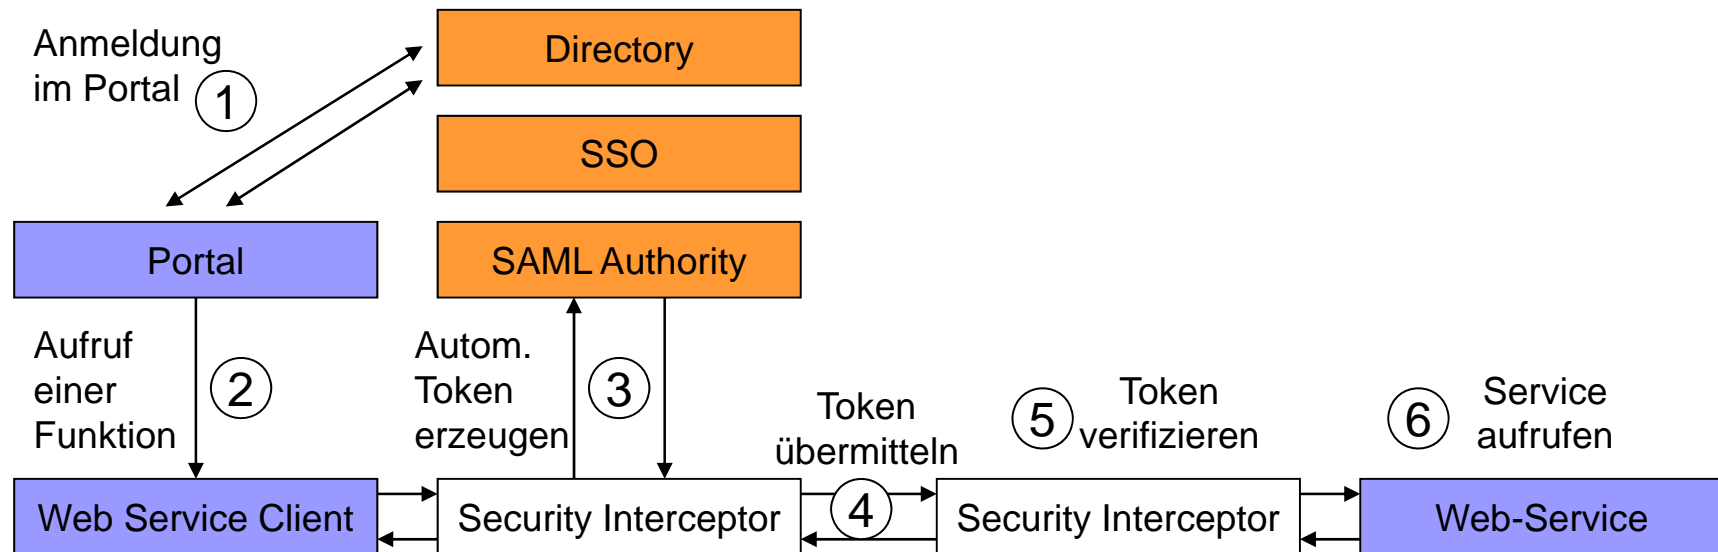 Anmeldung
im Portal
1
Directory
SSO
Portal
SAML Authority
Aufruf
einer
Funktion
2
Autom.
Token
erzeugen
3
Token
übermitteln
4
5
Token
verifizieren
6
Service
aufrufen
Web Service Client
Security Interceptor
Security Interceptor
Web-Service